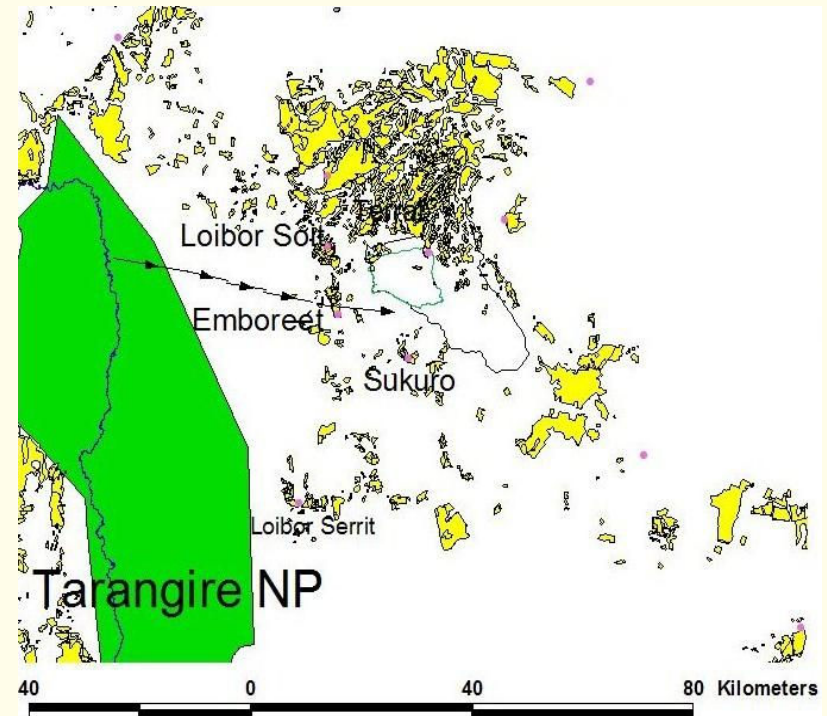 Terrat
Loibor Soit
Emboreet
Sukuro
Loibor Serrit
Tarangire NP
40 0 40 80 Kilometers